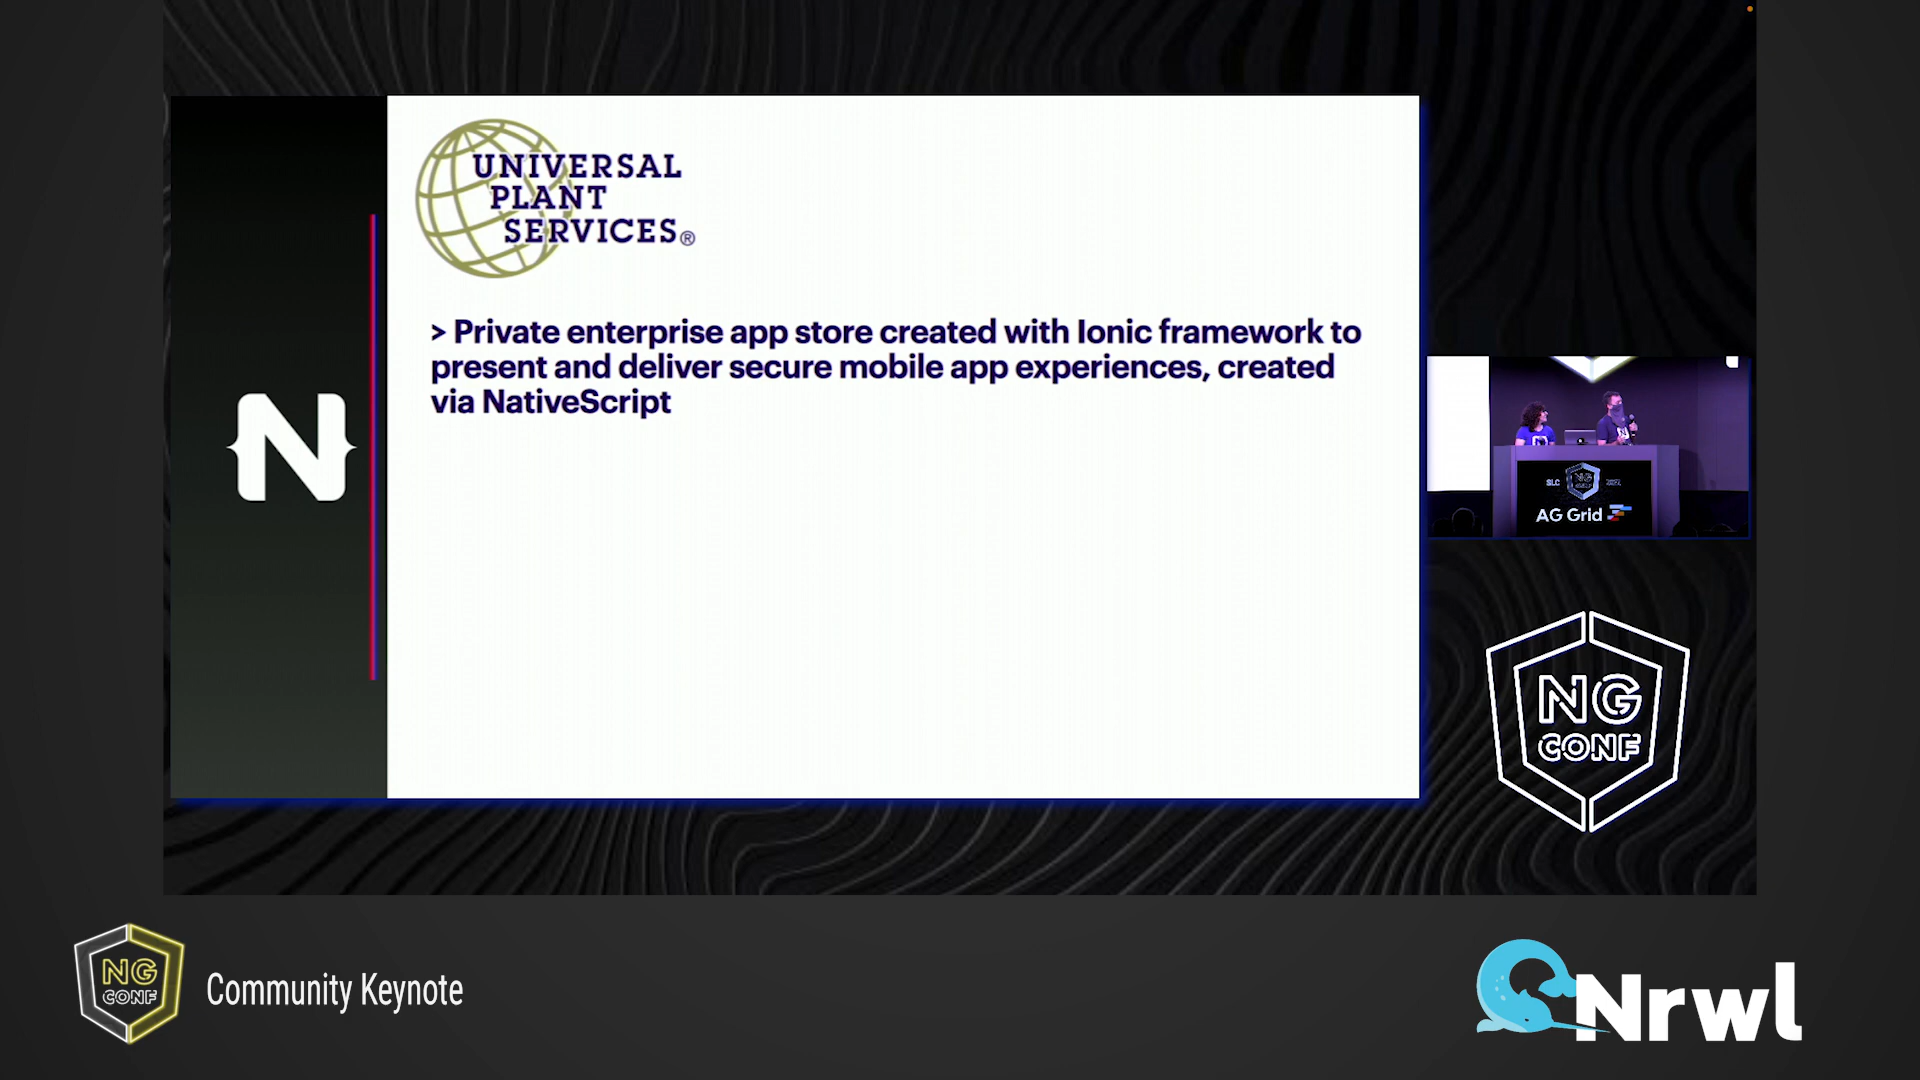 UNIVERSAL
PLANT
SERVICES®
> Private enterprise app store created with Ionic framework to
present and deliver secure mobile app experiences, created
via NativeScript
N
SLC
NG
AG Grid
NG
CONF
NG
CONF
Community Keynote
Nrwl